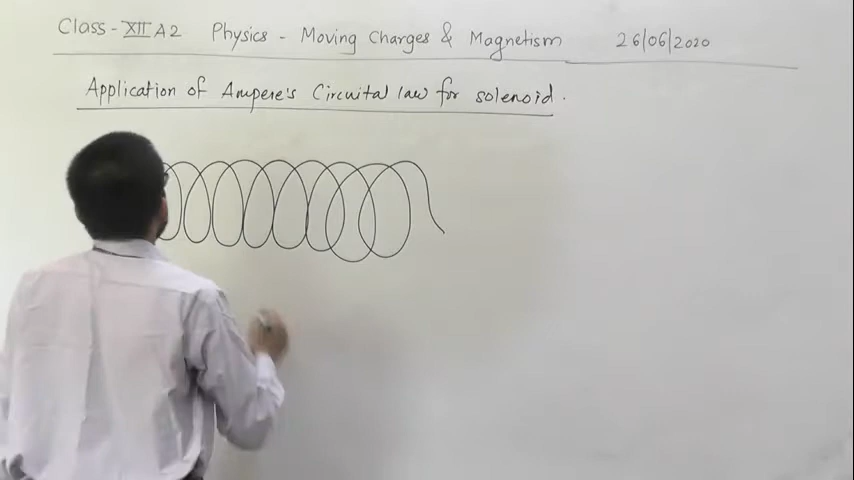 Class - XII A2 Physics - Moving Charges & Magnetism 26/06/2020
Application of Ampere's Circuital law for solenoid.